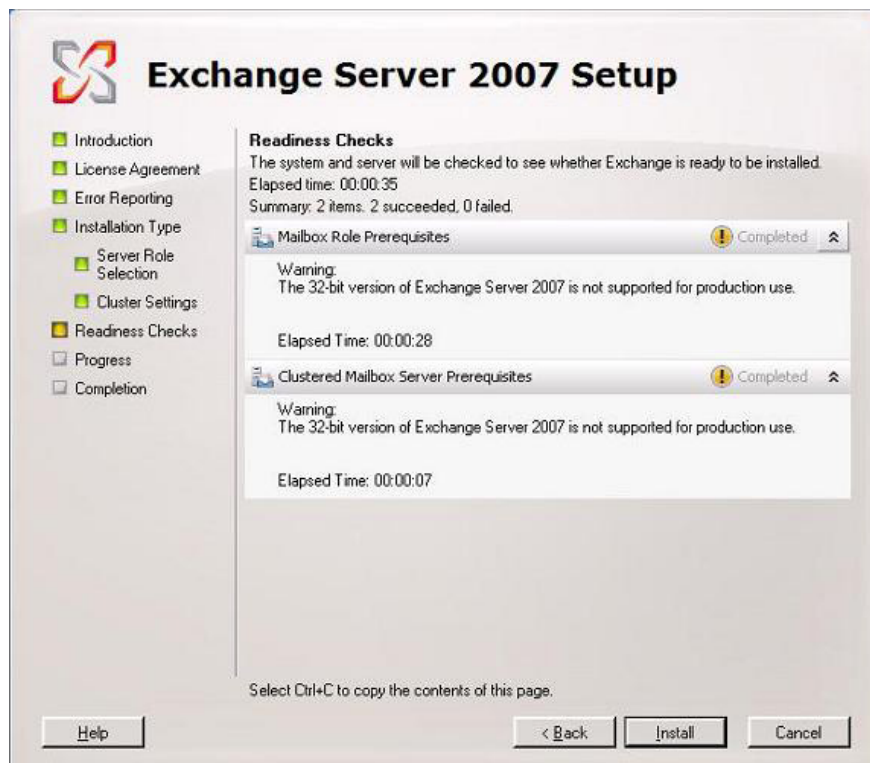 Exchange Server 2007 Setup
Introduction
License Agreement
Error Reporting
Installation Type
Server Role
Selection
Cluster Settings
Readiness Checks
Progress
Completion
Readiness Checks
The system and server will be checked to see whether Exchange is ready to be installed.
Elapsed time: 00:00:35
Summary: 2 items. 2 succeeded, 0 failed.
Mailbox Role Prerequisites Completed
Warning:
The 32-bit version of Exchange Server 2007 is not supported for production use.
Elapsed Time: 00:00:28
Clustered Mailbox Server Prerequisites Completed
Warning:
The 32-bit version of Exchange Server 2007 is not supported for production use.
Elapsed Time: 00:00:07
Select Ctrl+C to copy the contents of this page.
Help < Back Install Cancel